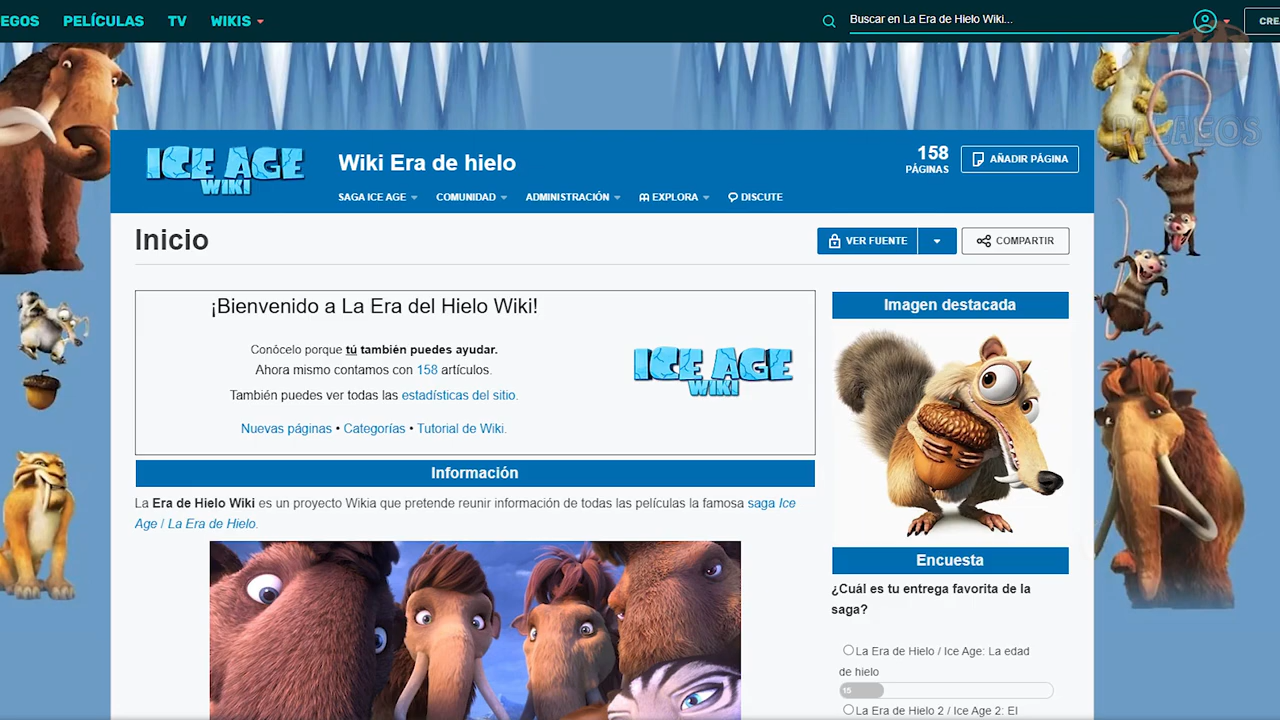 EGOS PELÍCULAS TV WIKIS
Buscar en La Era de Hielo Wiki...
CRE
ICE AGE
WIKI
Wiki Era de hielo
158
PÁGINAS
AÑADIR PÁGINA
SAGA ICE AGE COMUNIDAD ADMINISTRACIÓN EXPLORA DISCUTE
Inicio
VER FUENTE
COMPARTIR
¡Bienvenido a La Era del Hielo Wiki!
Conócelo porque tú también puedes ayudar.
Ahora mismo contamos con 158 artículos.
También puedes ver todas las estadísticas del sitio.
Nuevas páginas • Categorías • Tutorial de Wiki.
ICE AGE
WIKI
Información
La Era de Hielo Wiki es un proyecto Wikia que pretende reunir información de todas las películas la famosa saga Ice
Age / La Era de Hielo.
Imagen destacada
Encuesta
¿Cuál es tu entrega favorita de la
saga?
La Era de Hielo / Ice Age: La edad
de hielo
15
La Era de Hielo 2 / Ice Age 2: El